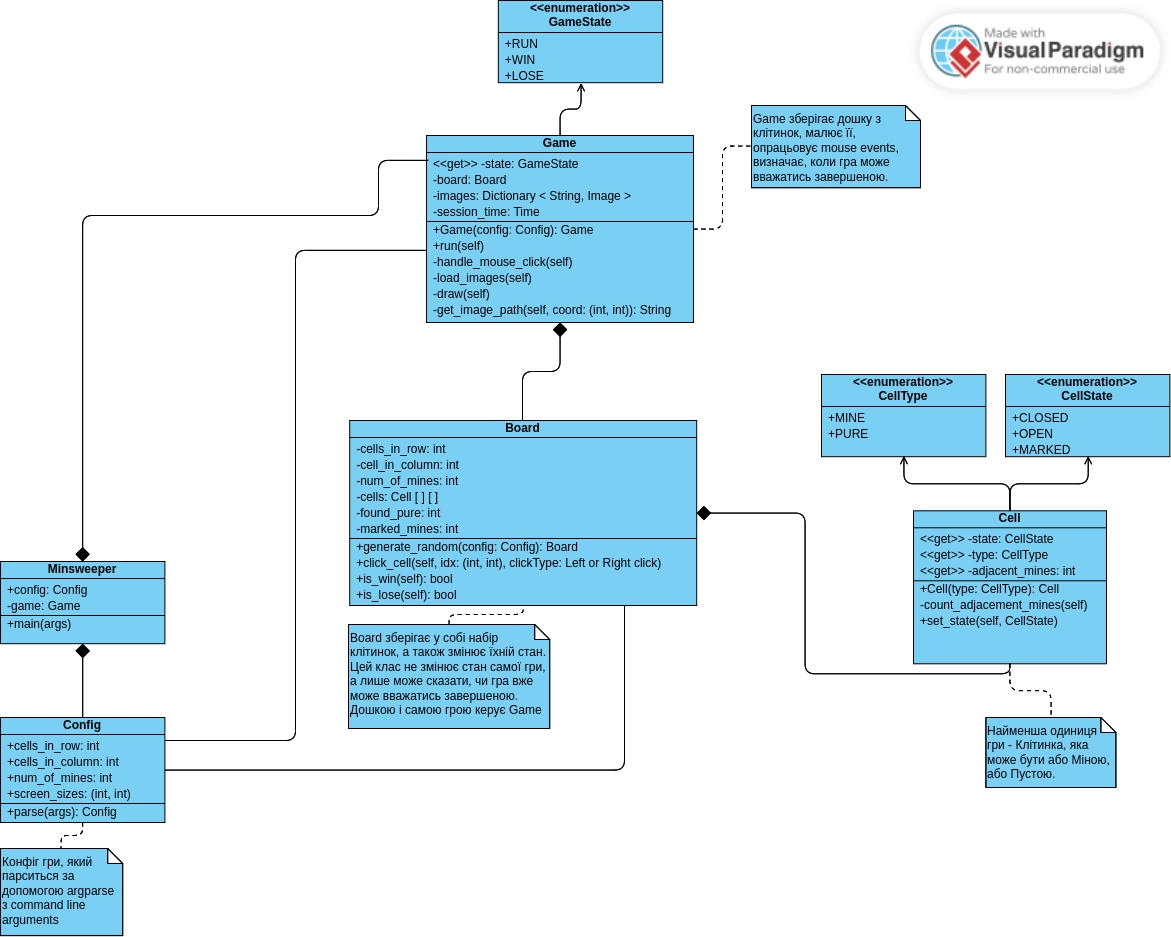 <<enumeration>>
GameState
+RUN
+WIN
+LOSE
Made with
VisualParadigm
For non-commercial use
Game зберігає дошку з
клітинок, малює її,
опрацьовує mouse events,
визначає, коли гра може
вважатись завершеною.
Game
<<get>> -state: GameState
-board: Board
-images: Dictionary < String, Image >
-session_time: Time
+Game(config: Config): Game
+run(self)
-handle_mouse_click(self)
-load_images(self)
-draw(self)
-get_image_path(self, coord: (int, int)): String
<<enumeration>>
CellType
+MINE
+PURE
<<enumeration>>
CellState
+CLOSED
+OPEN
+MARKED
Board
-cells_in_row: int
-cell_in_column: int
-num_of_mines: int
-cells: Cell [ ] [ ]
-found_pure: int
-marked_mines: int
+generate_random(config: Config): Board
+click_cell(self, idx: (int, int), clickType: Left or Right click)
+is_win(self): bool
+is_lose(self): bool
Cell
<<get>> -state: CellState
<<get>> -type: CellType
<<get>> -adjacent_mines: int
+Cell(type: CellType): Cell
-count_adjacement_mines(self)
+set_state(self, CellState)
Minsweeper
+config: Config
-game: Game
+main(args)
Board зберігає у собі набір
клітинок, а також змінює їхній стан.
Цей клас не змінює стан самої гри,
а лише може сказати, чи гра вже
може вважатись завершеною.
Дошкою і самою грою керує Game
Config
+cells_in_row: int
+cells_in_column: int
+num_of_mines: int
+screen_sizes: (int, int)
+parse(args): Config
Найменша одиниця
гри - Клітинка, яка
може бути або Міною,
або Пустою.
Конфіг гри, який
парситься за
допомогою argparse
з command line
arguments